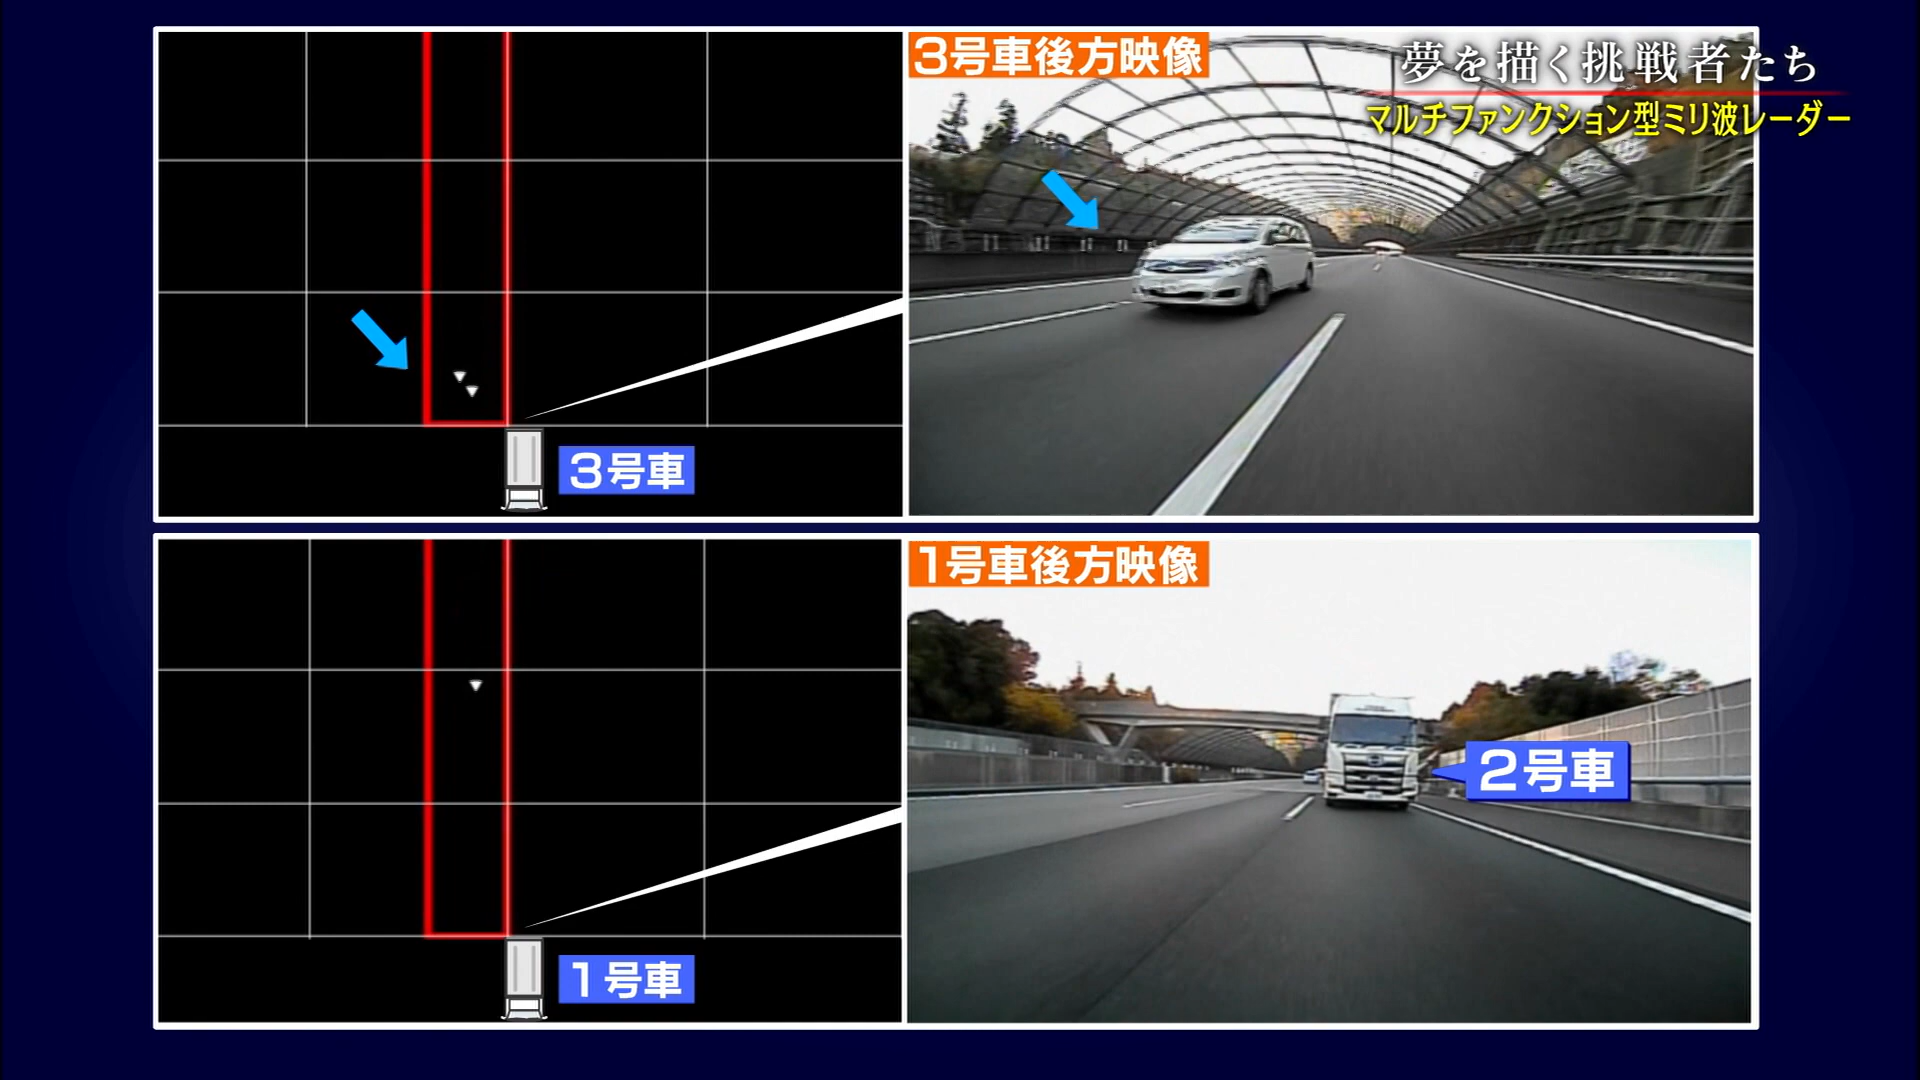 3号車後方映像
夢を描く挑戦者たち
マルチファンクション型ミリ波レーダー
3号車
1号車後方映像
2号車
1号車